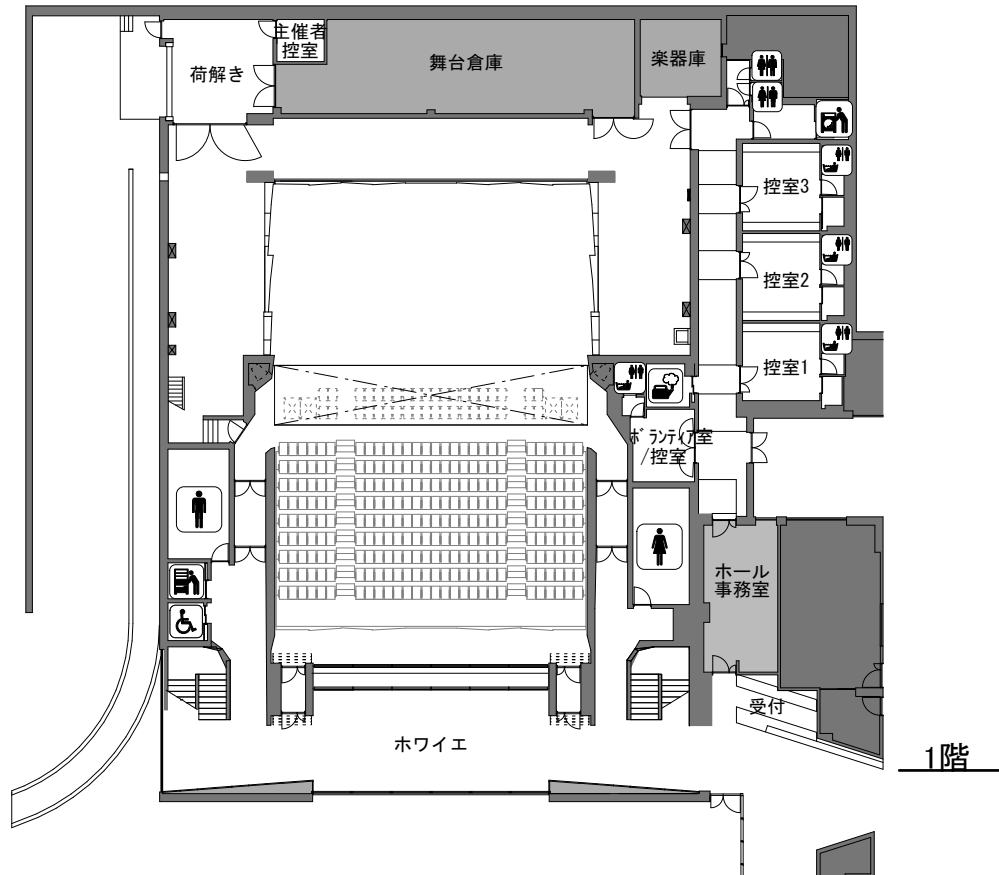 主催者
控室
荷解き
舞台倉庫
楽器庫
控室3
控室2
控室1
ボランティア室
/控室
ホール
事務室
受付
ホワイエ
1階